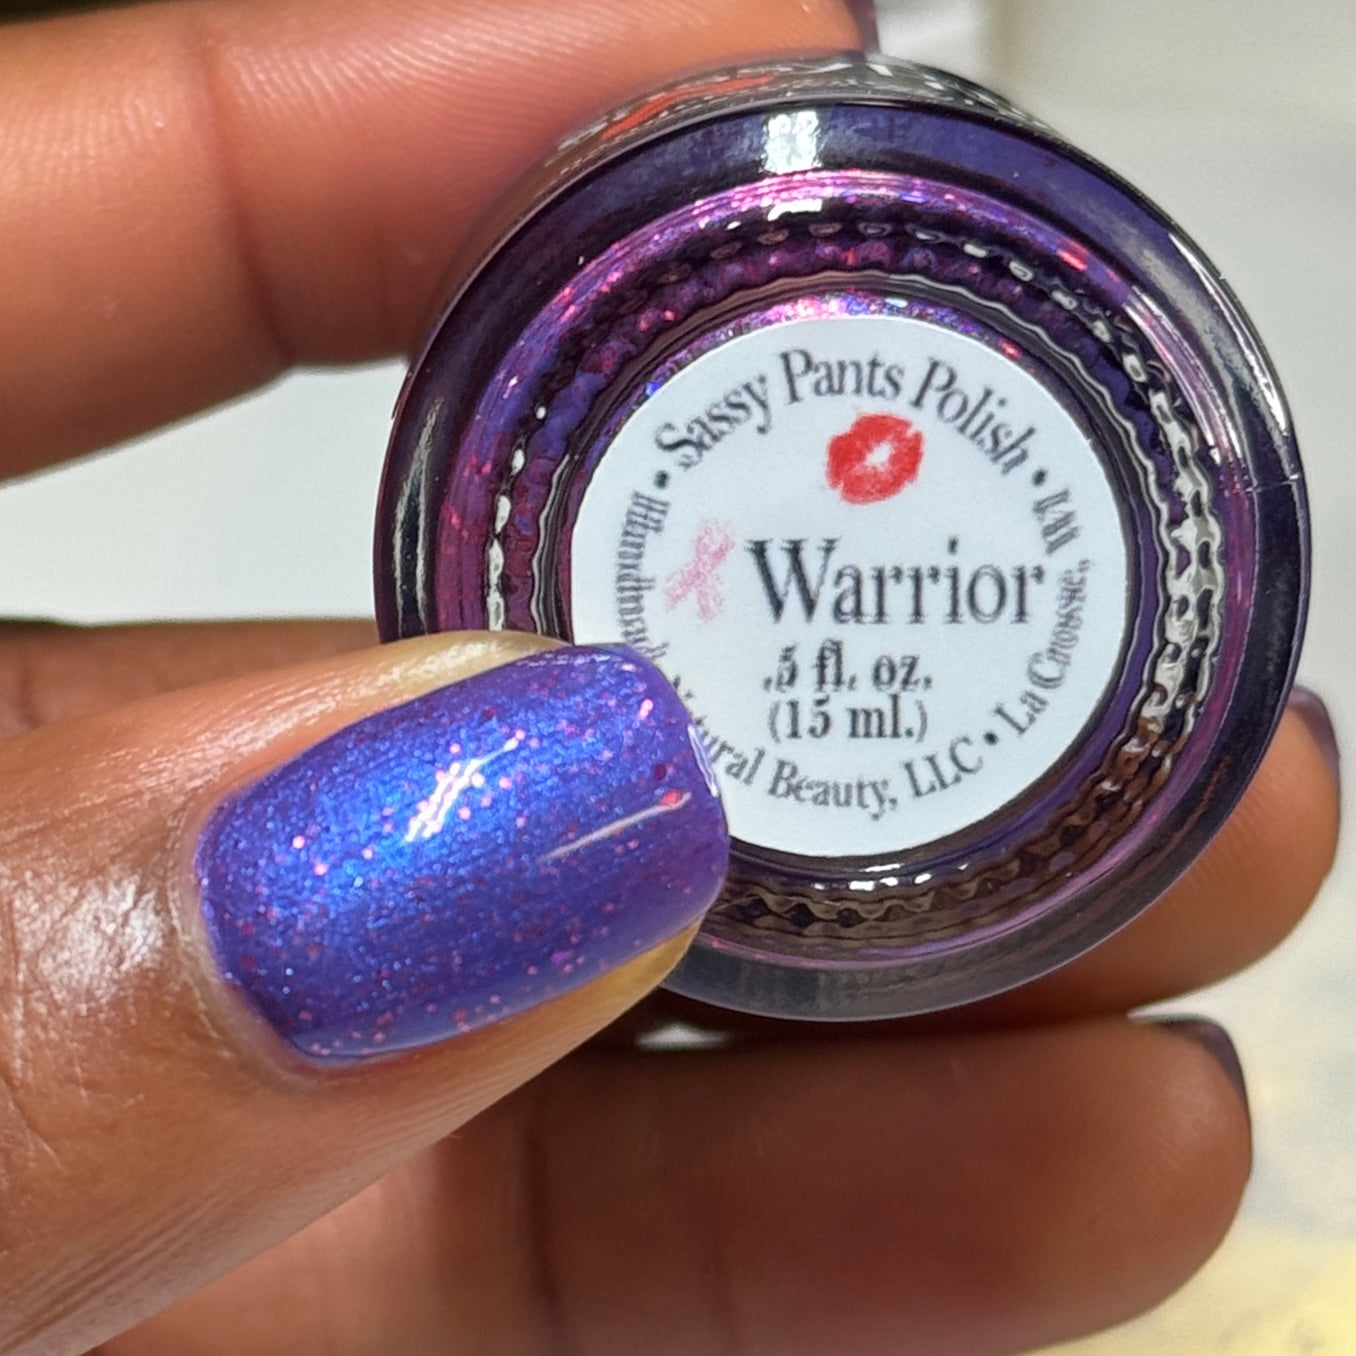 Sassy Pants Polish • WI
Warrior
.5 fl. oz.
(15 ml.)
Natural Beauty, LLC • La Crosse,